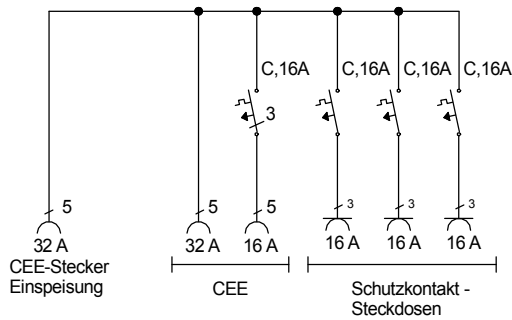 C,16A C,16A C,16A C,16A
3
5 5 5 3 3 3
32 A 32 A 16 A 16 A 16 A 16 A
CEE-Stecker
Einspeisung
CEE
Schutzkontakt -
Steckdosen